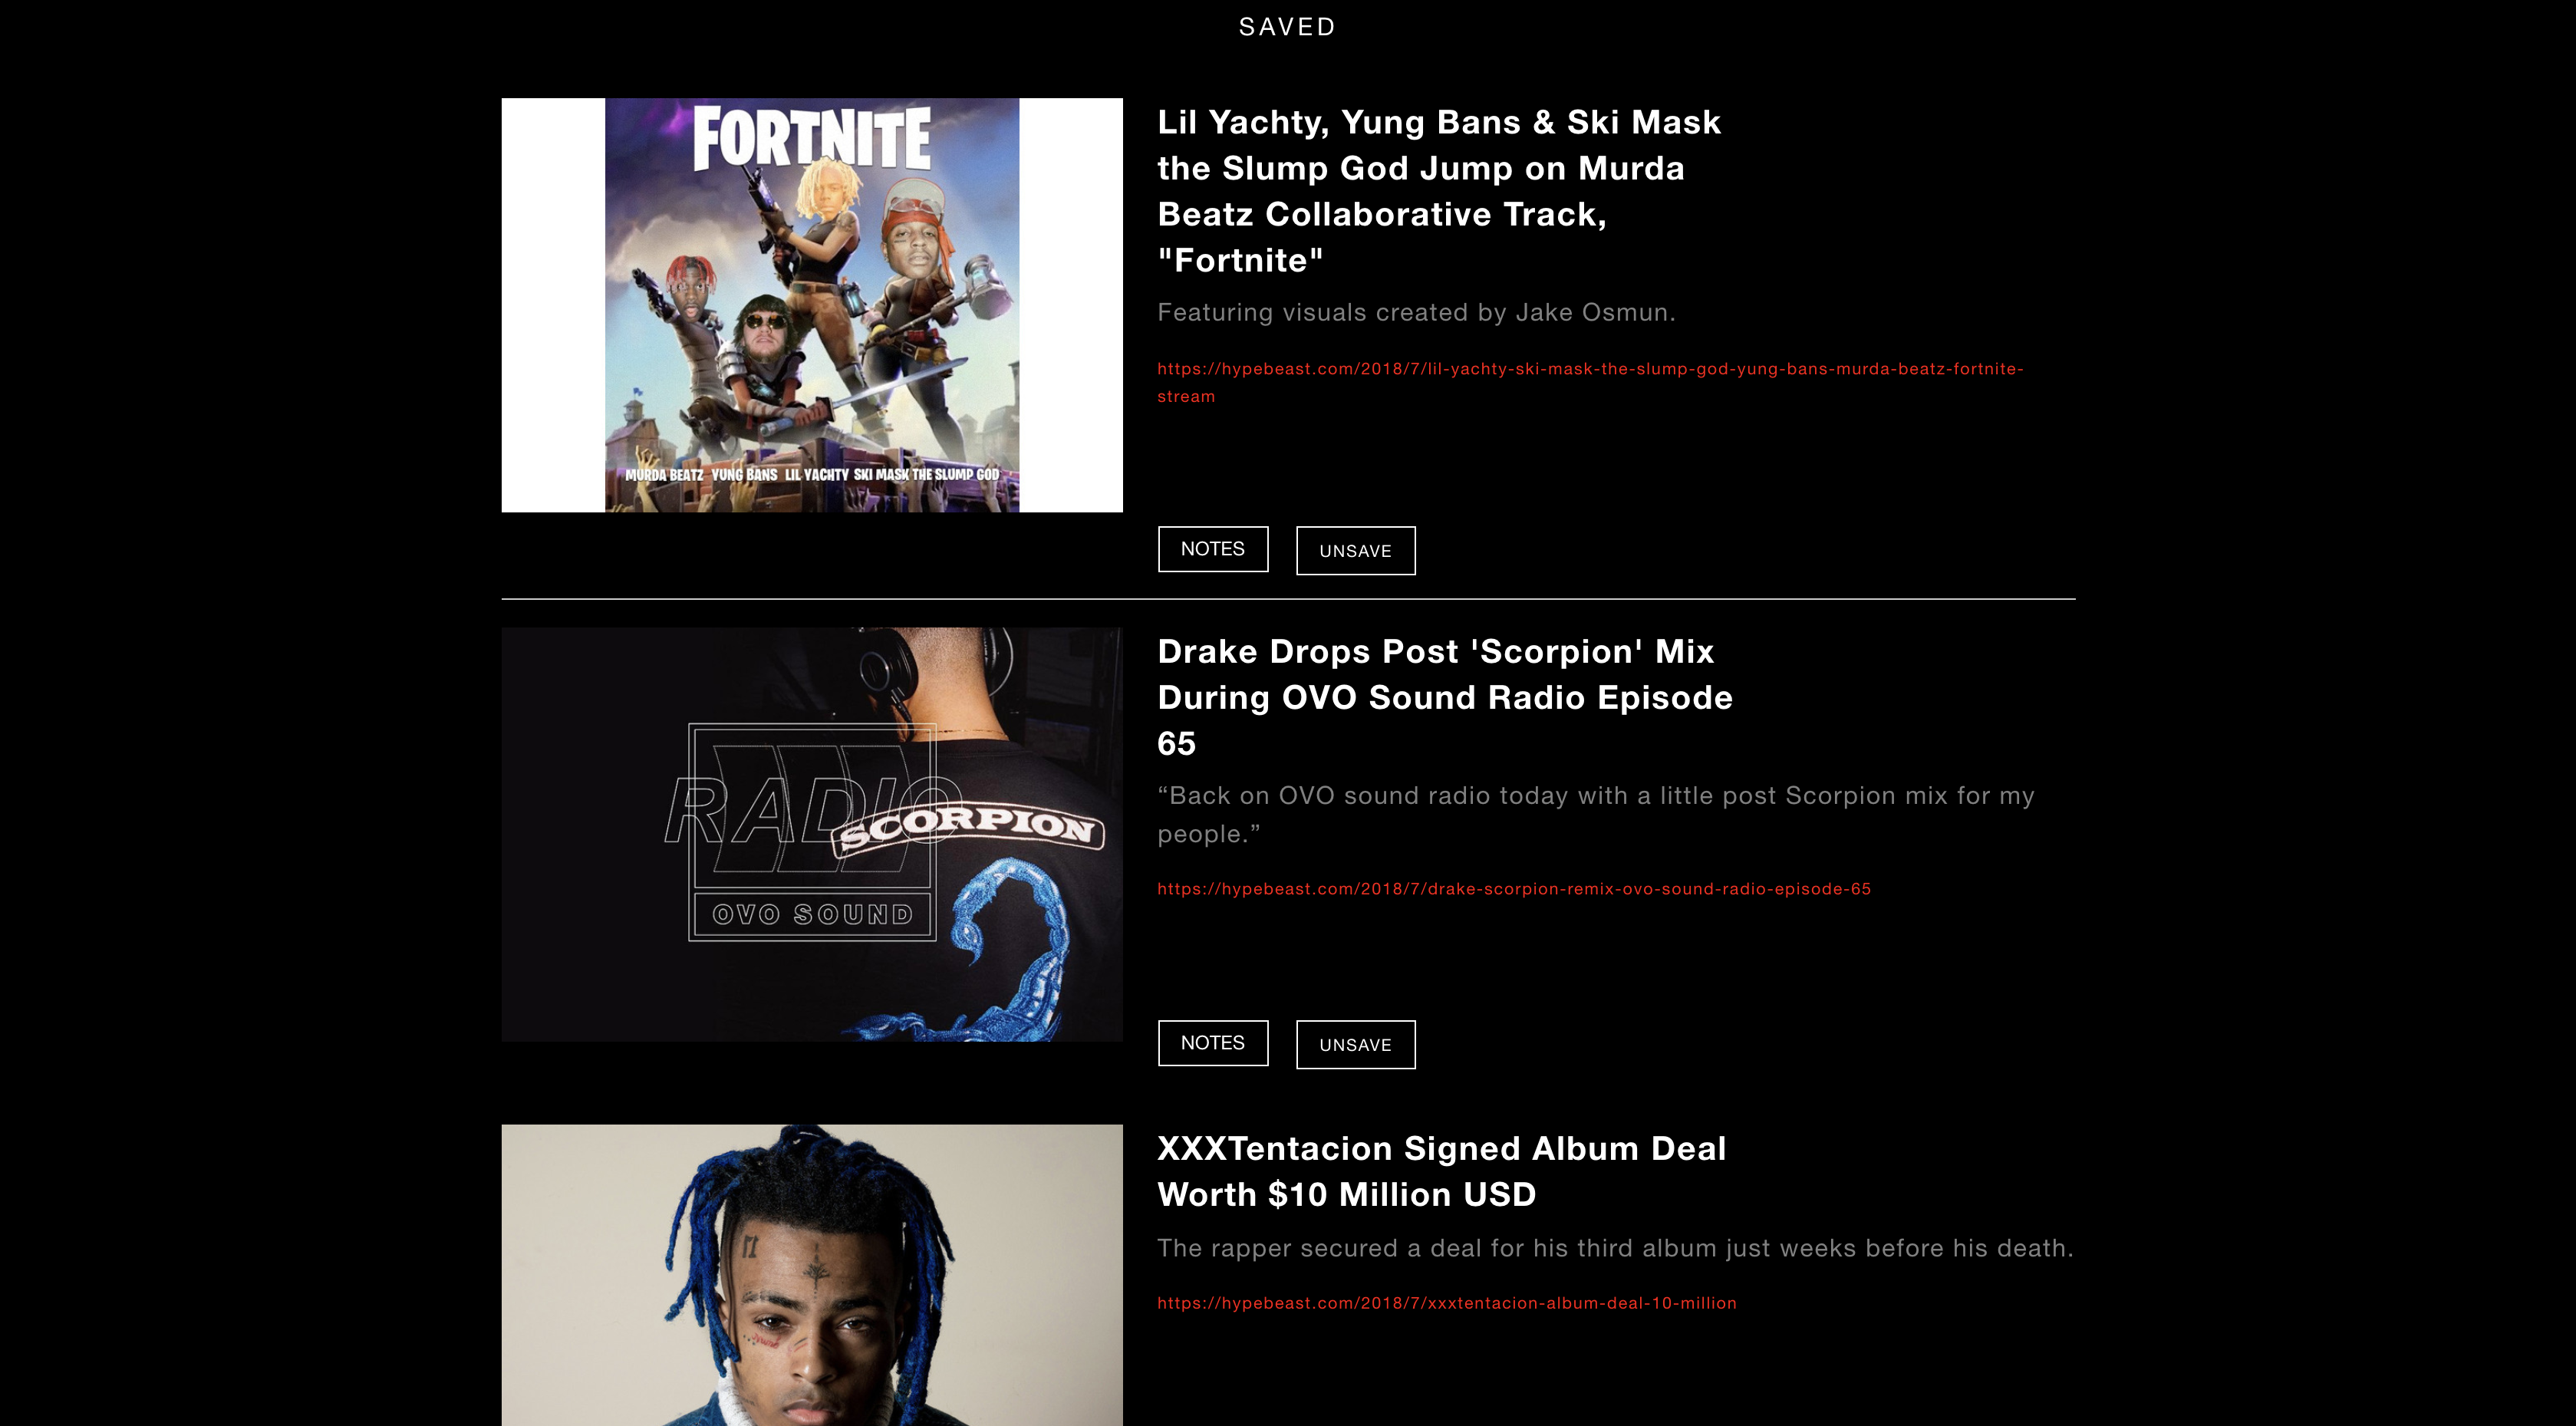 SAVED
FORTNITE
MURDA BEATZ YUNG BANS LIL YACHTY SKI MASK THE SLUMP GOD
Lil Yachty, Yung Bans & Ski Mask
the Slump God Jump on Murda
Beatz Collaborative Track,
"Fortnite"
Featuring visuals created by Jake Osmun.
https://hypebeast.com/2018/7/lil-yachty-ski-mask-the-slump-god-yung-bans-murda-beatz-fortnite-
stream
NOTES
UNSAVE
RADIO
SCORPION
OVO SOUND
Drake Drops Post 'Scorpion' Mix
During OVO Sound Radio Episode
65
“Back on OVO sound radio today with a little post Scorpion mix for my
people.”
https://hypebeast.com/2018/7/drake-scorpion-remix-ovo-sound-radio-episode-65
NOTES
UNSAVE
XXXTentacion Signed Album Deal
Worth $10 Million USD
The rapper secured a deal for his third album just weeks before his death.
https://hypebeast.com/2018/7/xxxtentacion-album-deal-10-million